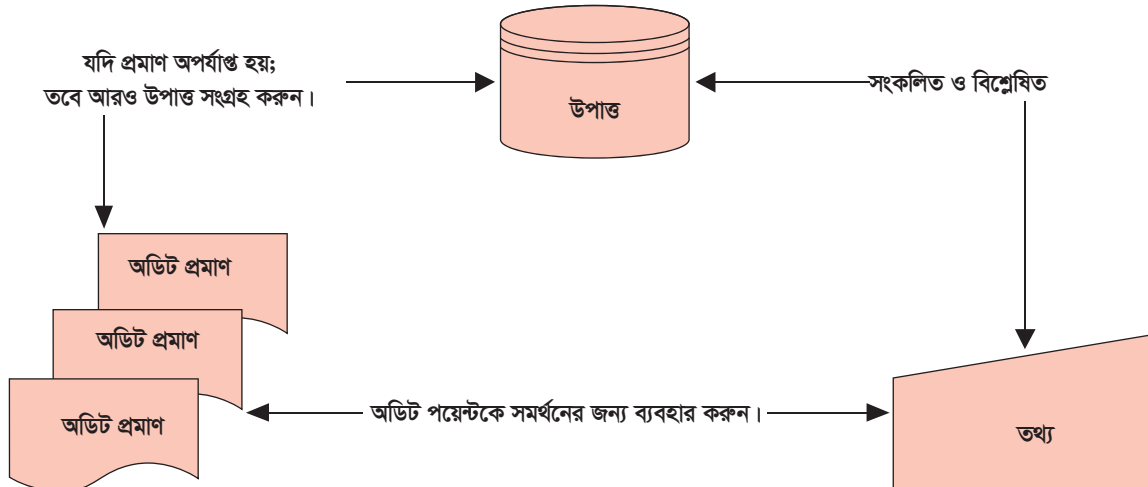 যদি প্রমাণ অপর্যাপ্ত হয়;
তবে আরও উপাত্ত সংগ্রহ করুন।
উপাত্ত
সংকলিত ও বিশ্লেষিত
অডিট প্রমাণ
অডিট প্রমাণ
অডিট প্রমাণ
অডিট পয়েন্টকে সমর্থনের জন্য ব্যবহার করুন।
তথ্য